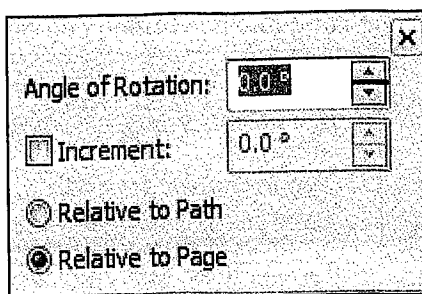 Angle of Rotation: 0.0 °
Increment: 0.0 °
Relative to Path
Relative to Page